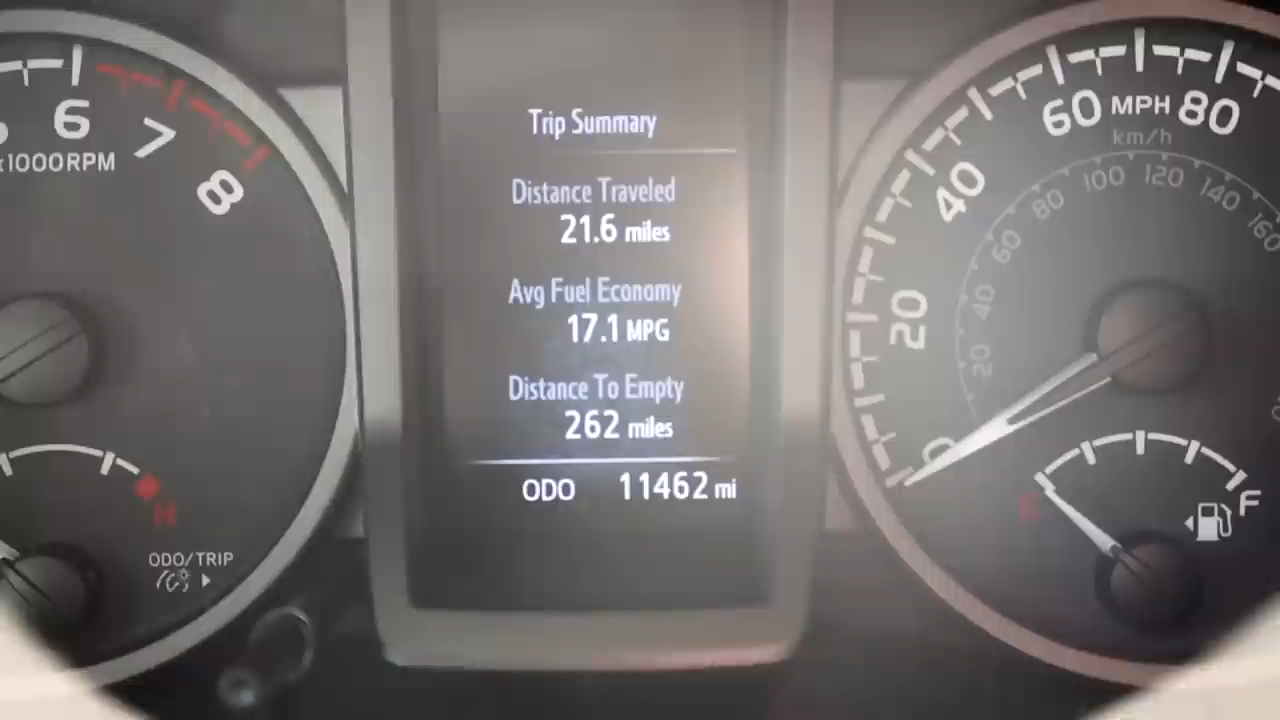 6
7
8
x1000RPM
H
ODO/TRIP
Trip Summary
Distance Traveled
21.6 miles
Avg Fuel Economy
17.1 MPG
Distance To Empty
262 miles
ODO 11462 mi
0
20
40
60
MPH
80
km/h
20
40
60
80
100
120
140
160
E
F